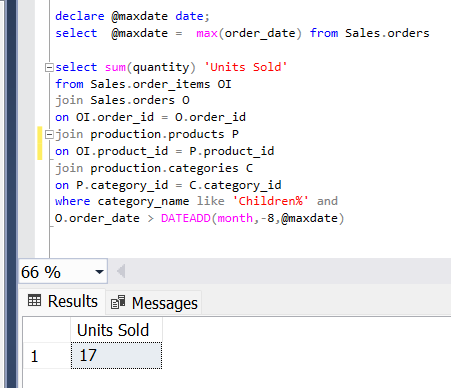 declare @maxdate date;
select @maxdate = max(order_date) from Sales.orders
select sum(quantity) 'Units Sold'
from Sales.order_items OI
join Sales.orders O
on OI.order_id = O.order_id
join production.products P
on OI.product_id = P.product_id
join production.categories C
on P.category_id = C.category_id
where category_name like 'Children%' and
O.order_date > DATEADD(month,-8,@maxdate)
66 %
Results Messages
Units Sold
1 17